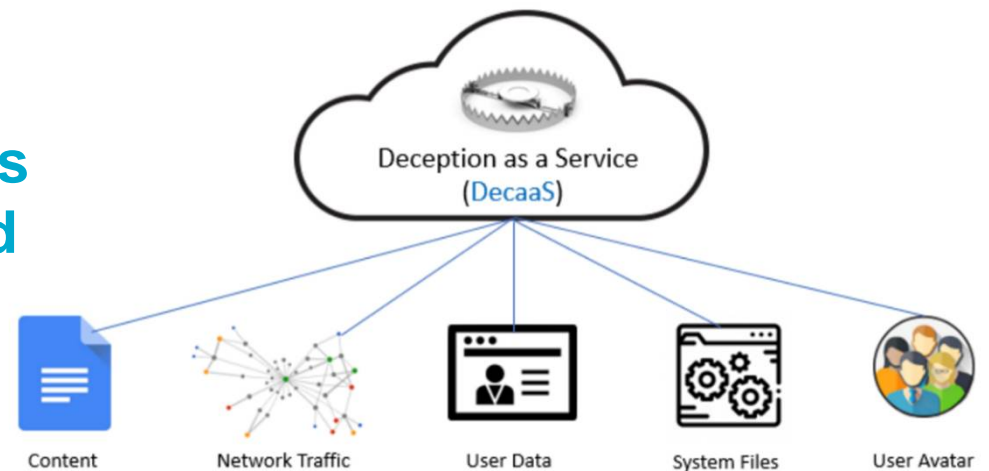 Deception as a Service
(DecaaS)
Content
Network Traffic
User Data
System Files
User Avatar